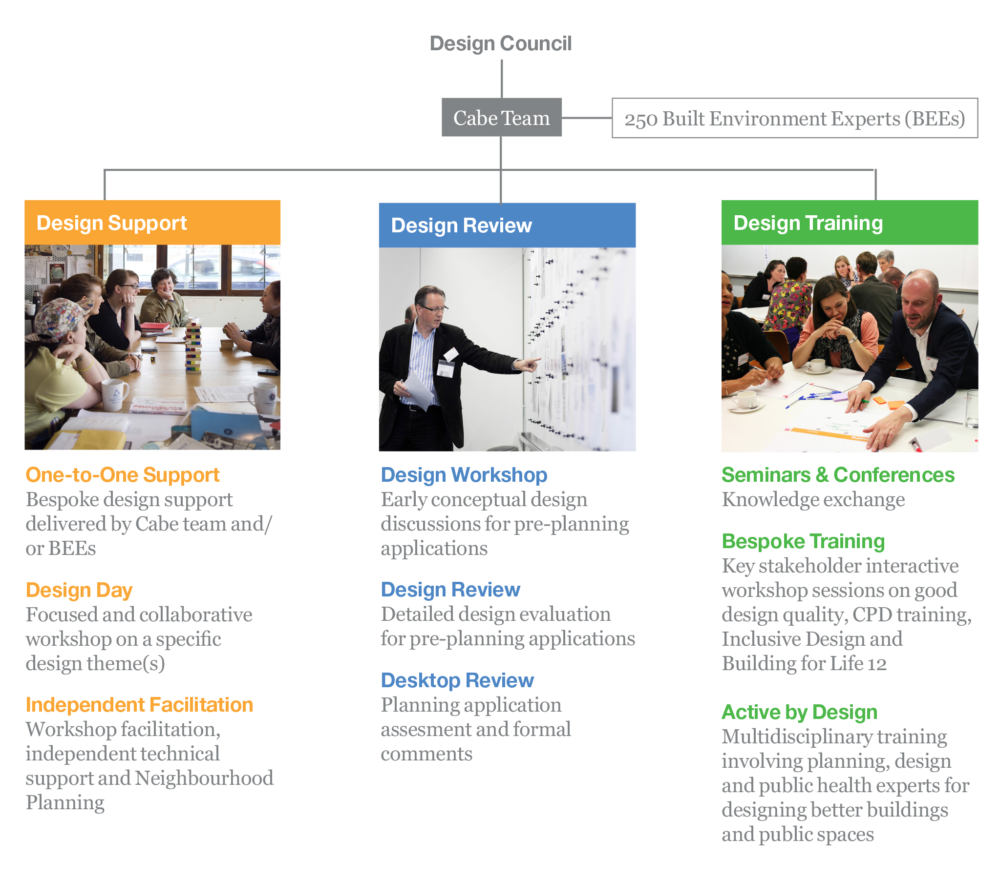 Design Council
Cabe Team
250 Built Environment Experts (BEEs)
Design Support
One-to-One Support
Bespoke design support
delivered by Cabe team and/
or BEEs
Design Day
Focused and collaborative
workshop on a specific
design theme(s)
Independent Facilitation
Workshop facilitation,
independent technical
support and Neighbourhood
Planning
Design Review
Design Workshop
Early conceptual design
discussions for pre-planning
applications
Design Review
Detailed design evaluation
for pre-planning applications
Desktop Review
Planning application
assesment and formal
comments
Design Training
Seminars & Conferences
Knowledge exchange
Bespoke Training
Key stakeholder interactive
workshop sessions on good
design quality, CPD training,
Inclusive Design and
Building for Life 12
Active by Design
Multidisciplinary training
involving planning, design
and public health experts for
designing better buildings
and public spaces